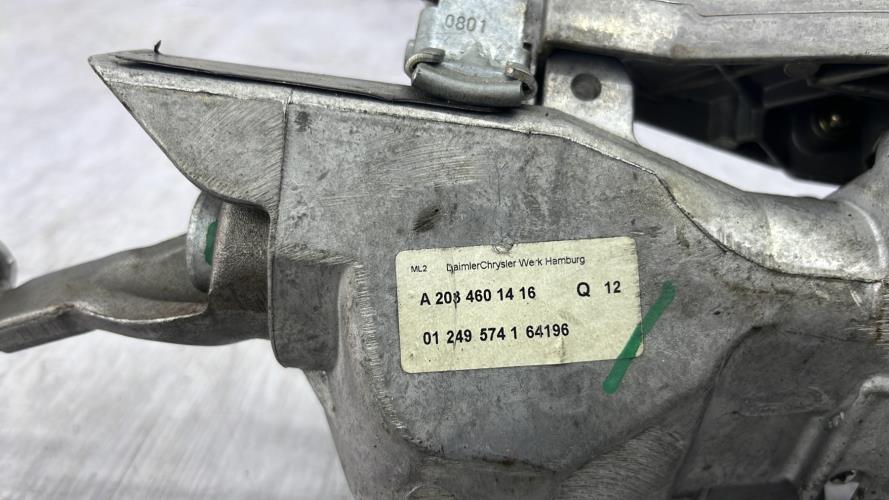 0801
ML2 DaimlerChrysler Werk Hamburg
A 203 460 14 16 Q 12
01 249 574 1 64196